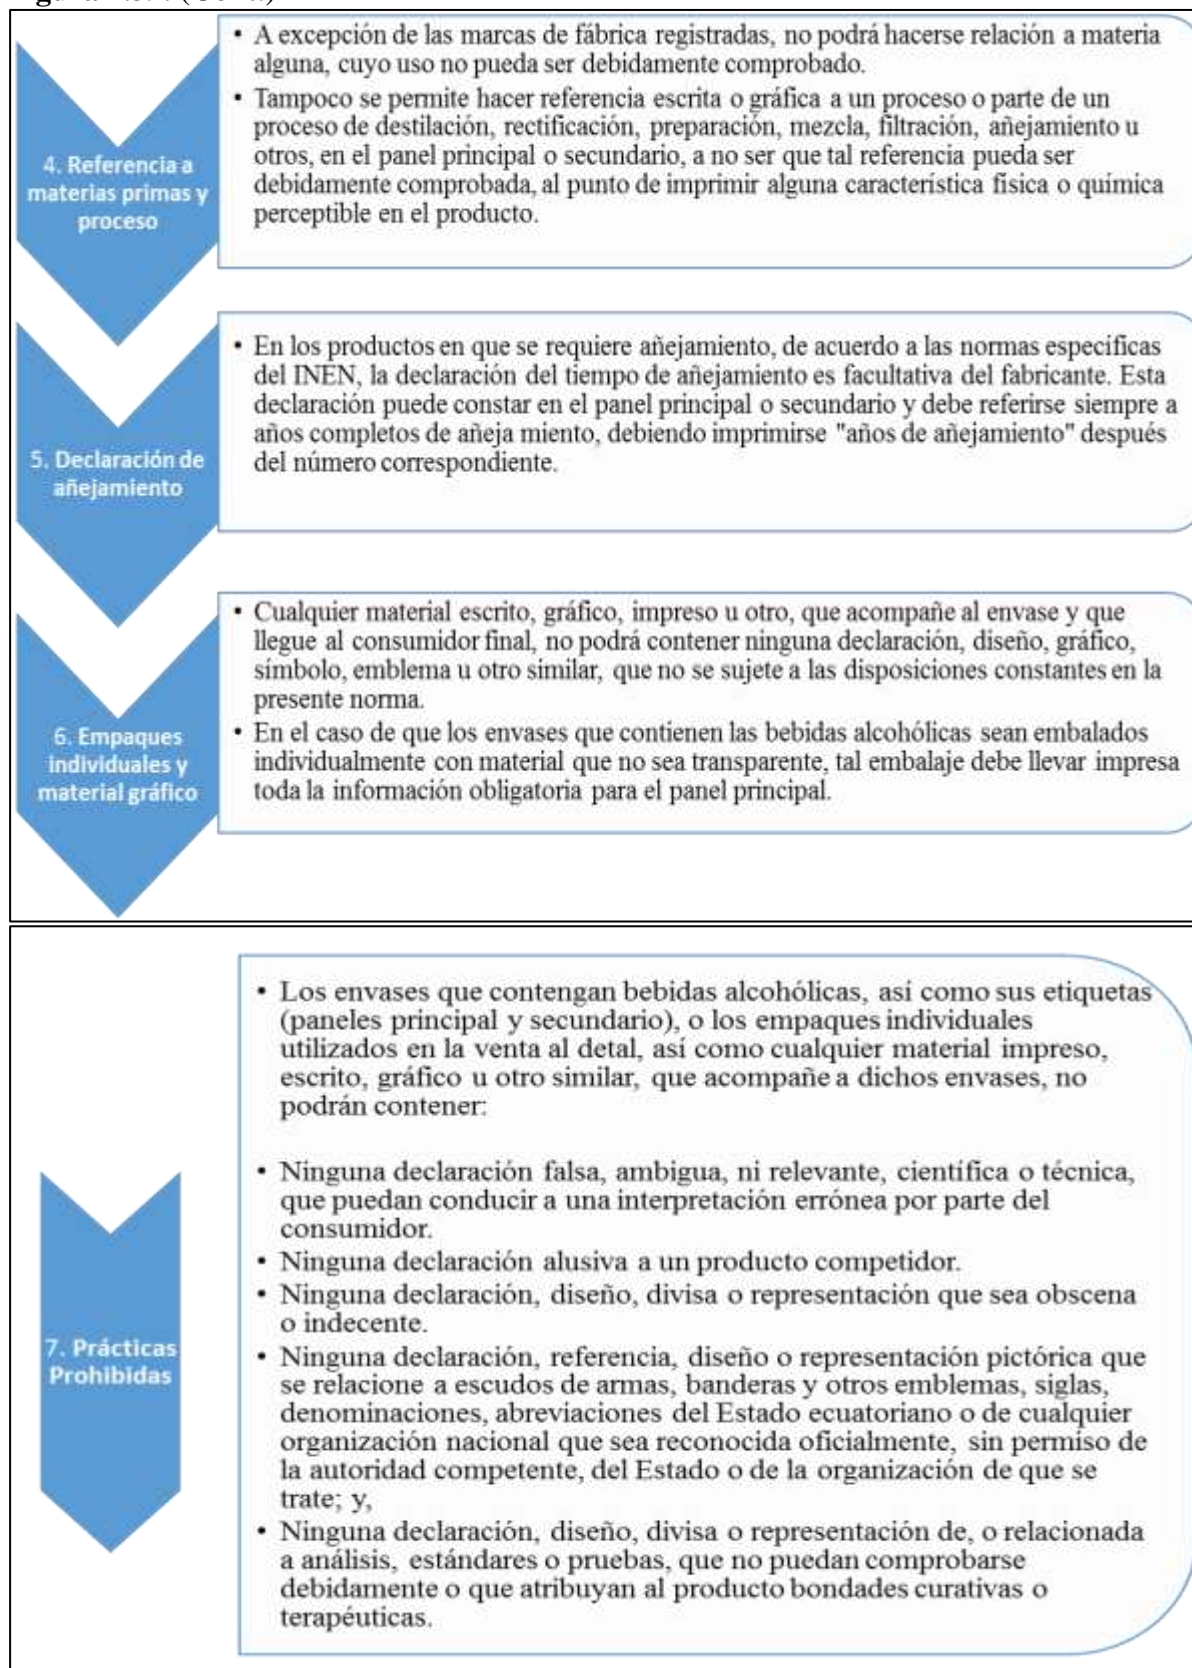 4. Referencia a
materias primas y
proceso
• A excepción de las marcas de fábrica registradas, no podrá hacerse relación a materia
alguna, cuyo uso no pueda ser debidamente comprobado.
• Tampoco se permite hacer referencia escrita o gráfica a un proceso o parte de un
proceso de destilación, rectificación, preparación, mezcla, filtración, añejamiento u
otros, en el panel principal o secundario, a no ser que tal referencia pueda ser
debidamente comprobada, al punto de imprimir alguna característica física o química
perceptible en el producto.
5. Declaración de
añejamiento
• En los productos en que se requiere añejamiento, de acuerdo a las normas específicas
del INEN, la declaración del tiempo de añejamiento es facultativa del fabricante. Esta
declaración puede constar en el panel principal o secundario y debe referirse siempre a
años completos de añeja miento, debiendo imprimirse "años de añejamiento" después
del número correspondiente.
6. Empaques
individuales y
material gráfico
• Cualquier material escrito, gráfico, impreso u otro, que acompañe al envase y que
llegue al consumidor final, no podrá contener ninguna declaración, diseño, gráfico,
símbolo, emblema u otro similar, que no se sujete a las disposiciones constantes en la
presente norma.
• En el caso de que los envases que contienen las bebidas alcohólicas sean embalados
individualmente con material que no sea transparente, tal embalaje debe llevar impresa
toda la información obligatoria para el panel principal.
7. Prácticas
Prohibidas
• Los envases que contengan bebidas alcohólicas, así como sus etiquetas
(paneles principal y secundario), o los empaques individuales
utilizados en la venta al detal, así como cualquier material impreso,
escrito, gráfico u otro similar, que acompañe a dichos envases, no
podrán contener:
• Ninguna declaración falsa, ambigua, ni relevante, científica o técnica,
que puedan conducir a una interpretación errónea por parte del
consumidor.
• Ninguna declaración alusiva a un producto competidor.
• Ninguna declaración, diseño, divisa o representación que sea obscena
o indecente.
• Ninguna declaración, referencia, diseño o representación pictórica que
se relacione a escudos de armas, banderas y otros emblemas, siglas,
denominaciones, abreviaciones del Estado ecuatoriano o de cualquier
organización nacional que sea reconocida oficialmente, sin permiso de
la autoridad competente, del Estado o de la organización de que se
trate; y,
• Ninguna declaración, diseño, divisa o representación de, o relacionada
a análisis, estándares o pruebas, que no puedan comprobarse
debidamente o que atribuyan al producto bondades curativas o
terapéuticas.